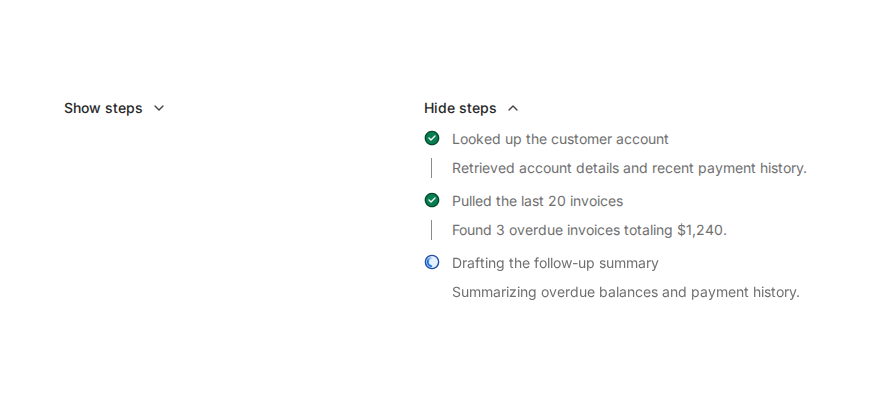 Show steps
Hide steps
Looked up the customer account
Retrieved account details and recent payment history.
Pulled the last 20 invoices
Found 3 overdue invoices totaling $1,240.
Drafting the follow-up summary
Summarizing overdue balances and payment history.